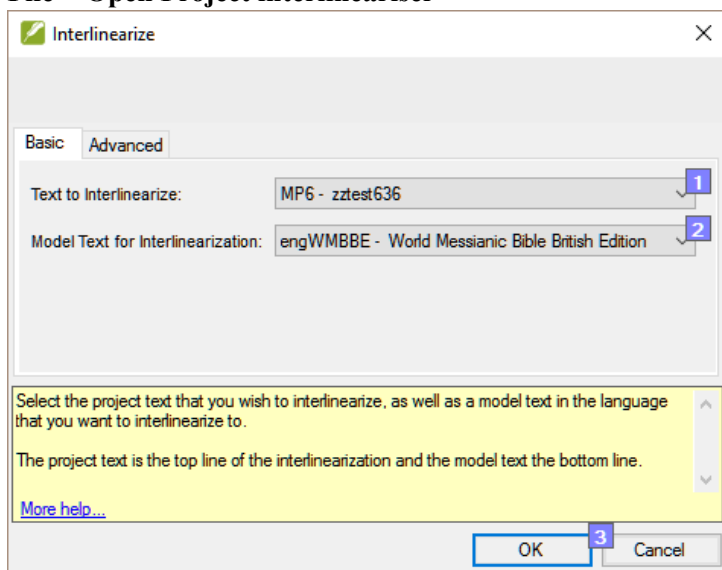 Interlinearize
Basic Advanced
Text to Interlinearize: MP6 - zztest636 1
Model Text for Interlinearization: engWMBBE - World Messianic Bible British Edition 2
Select the project text that you wish to interlinearize, as well as a model text in the language
that you want to interlinearize to.
The project text is the top line of the interlinearization and the model text the bottom line.
More help...
OK 3 Cancel